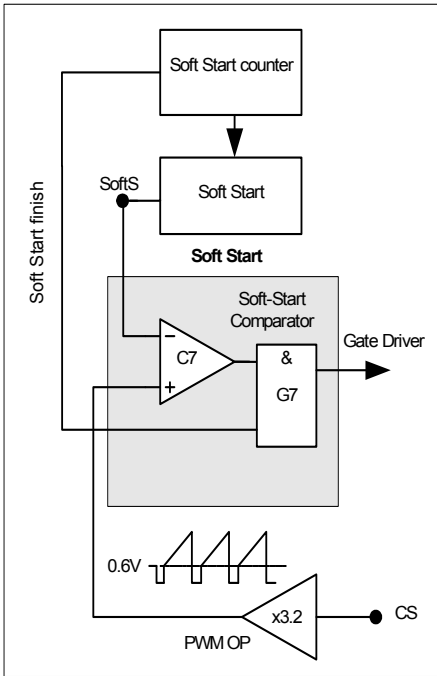 Soft Start counter
SoftS
Soft Start
Soft Start finish
Soft Start
Soft-Start
Comparator
Gate Driver
−
C7
+
&
G7
0.6V
x3.2
CS
PWM OP